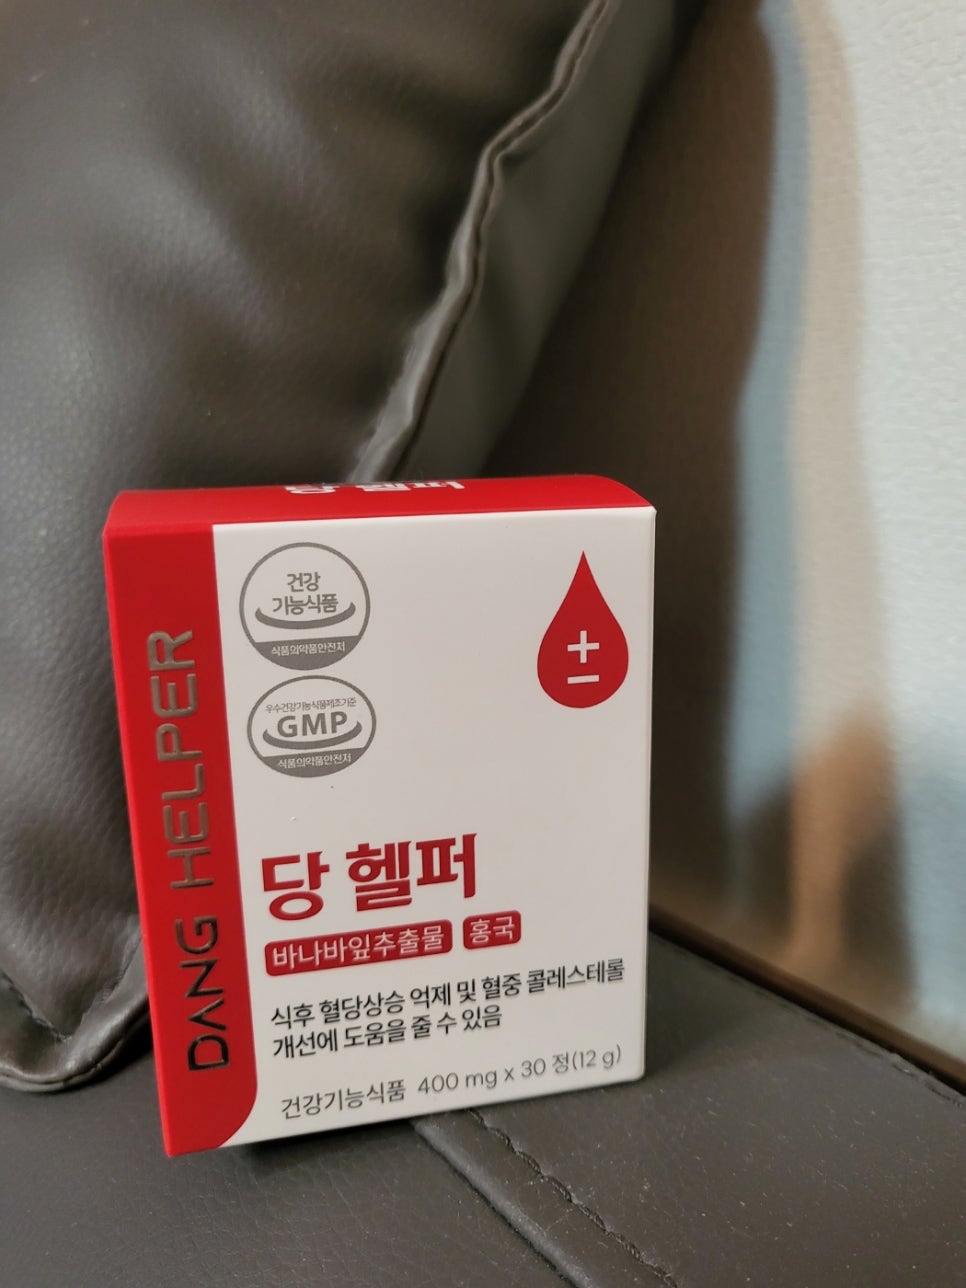 당 헬퍼
DANG HELPER
건강
기능식품
식품의약품안전처
우수건강기능식품제조기준
GMP
식품의약품안전처
당 헬퍼
바나바잎추출물 홍국
식후 혈당상승 억제 및 혈중 콜레스테롤
개선에 도움을 줄 수 있음
건강기능식품 400 mg x 30 정(12 g)